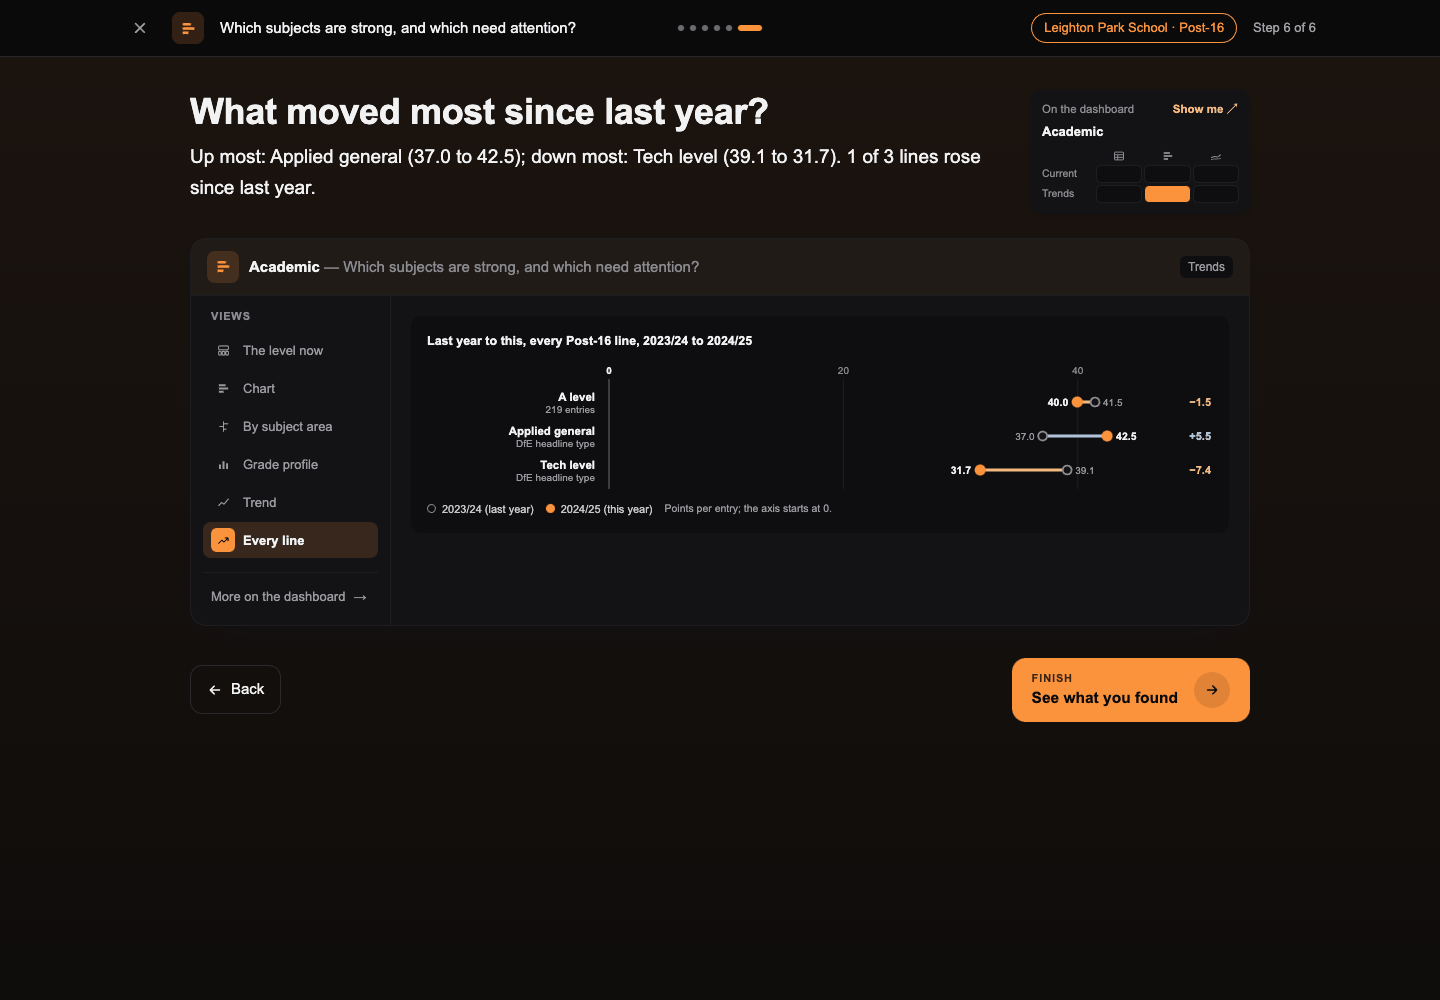 Which subjects are strong, and which need attention?
Leighton Park School · Post-16
Step 6 of 6
What moved most since last year?
Up most: Applied general (37.0 to 42.5); down most: Tech level (39.1 to 31.7). 1 of 3 lines rose
since last year.
On the dashboard
Show me ↗
Academic
Current
Trends
Academic — Which subjects are strong, and which need attention?
Trends
VIEWS
The level now
Chart
By subject area
Grade profile
Trend
Every line
More on the dashboard →
Last year to this, every Post-16 line, 2023/24 to 2024/25
0 20 40
A level
219 entries
40.0 41.5 −1.5
Applied general
DfE headline type
37.0 42.5 +5.5
Tech level
DfE headline type
31.7 39.1 −7.4
2023/24 (last year) 2024/25 (this year) Points per entry; the axis starts at 0.
← Back
FINISH
See what you found →